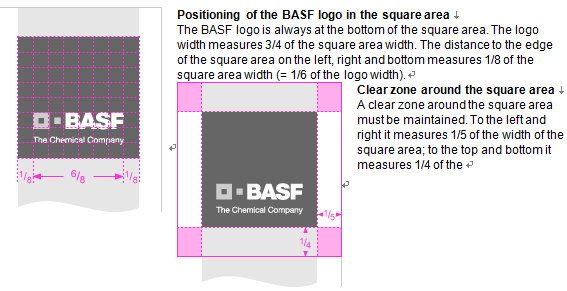 Positioning of the BASF logo in the square area ↓
The BASF logo is always at the bottom of the square area. The logo
width measures 3/4 of the square area width. The distance to the edge
of the square area on the left, right and bottom measures 1/8 of the
square area width (= 1/6 of the logo width).
BASF
The Chemical Company
1/8
6/8
1/8
Clear zone around the square area ↓
A clear zone around the square area
must be maintained. To the left and
right it measures 1/5 of the width of the
square area; to the top and bottom it
measures 1/4 of the
BASF
The Chemical Company
1/5
1/4